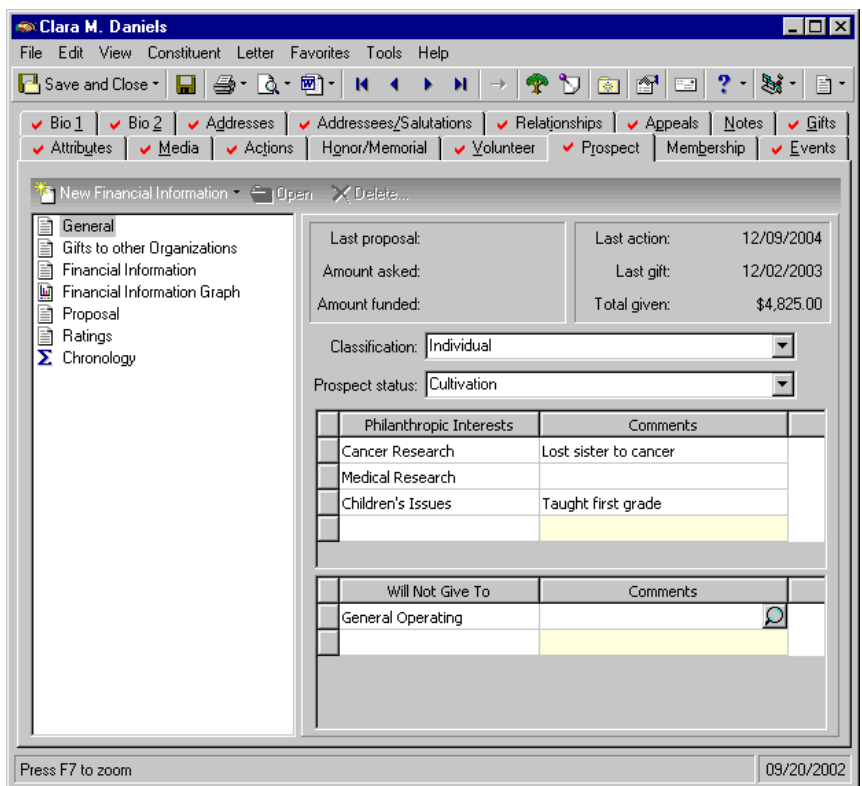 Clara M. Daniels
File Edit View Constituent Letter Favorites Tools Help
Save and Close
Bio 1 Bio 2 Addresses Addressees/Salutations Relationships Appeals Notes Gifts
Attributes Media Actions Honor/Memorial Volunteer Prospect Membership Events
New Financial Information Open Delete...
General
Gifts to other Organizations
Financial Information
Financial Information Graph
Proposal
Ratings
Σ Chronology
Last proposal:
Amount asked:
Amount funded:
Last action: 12/09/2004
Last gift: 12/02/2003
Total given: $4,825.00
Classification: Individual
Prospect status: Cultivation
Philanthropic Interests Comments
Cancer Research Lost sister to cancer
Medical Research
Children's Issues Taught first grade
Will Not Give To Comments
General Operating
Press F7 to zoom 09/20/2002